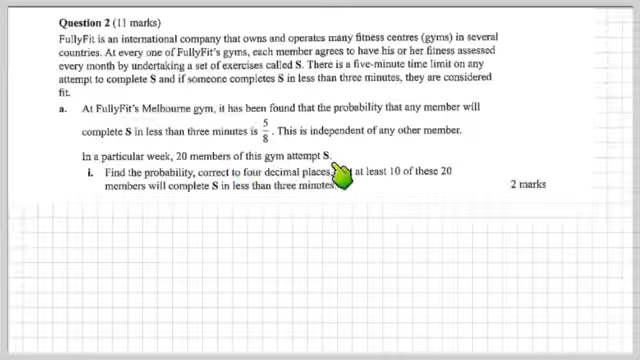 Question 2 (11 marks)
FullyFit is an international company that owns and operates many fitness centres (gyms) in several
countries. At every one of FullyFit's gyms, each member agrees to have his or her fitness assessed
every month by undertaking a set of exercises called S. There is a five-minute time limit on any
attempt to complete S and if someone completes S in less than three minutes, they are considered
fit.
a. At FullyFit's Melbourne gym, it has been found that the probability that any member will
complete S in less than three minutes is 5/8. This is independent of any other member.
In a particular week, 20 members of this gym attempt S.
i. Find the probability, correct to four decimal places, at least 10 of these 20
members will complete S in less than three minutes.
2 marks